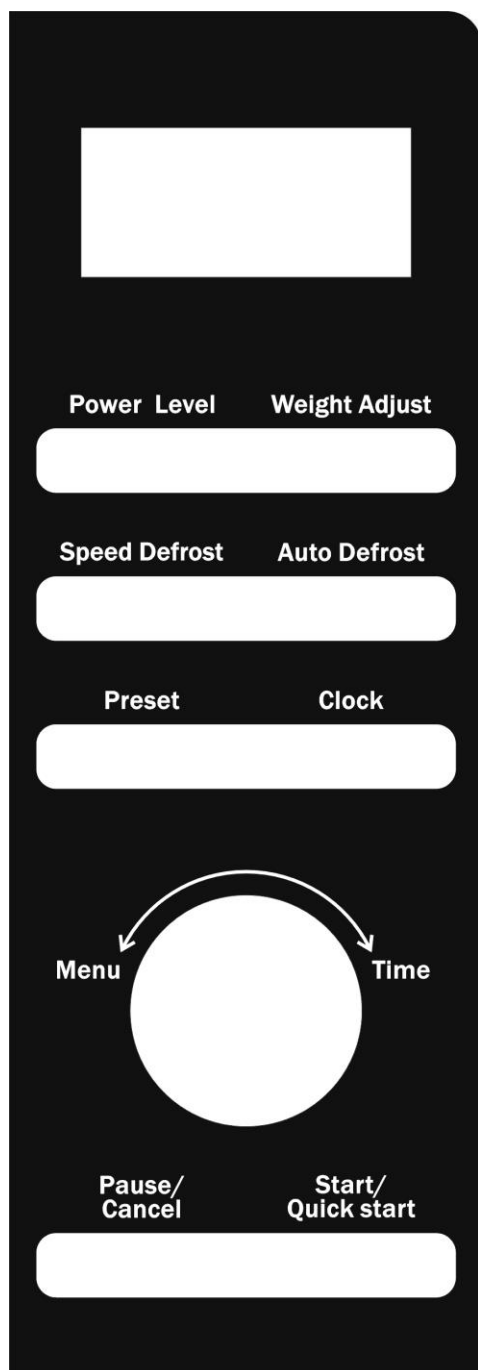 Power Level Weight Adjust
Speed Defrost Auto Defrost
Preset Clock
Menu Time
Pause/ Start/
Cancel Quick start